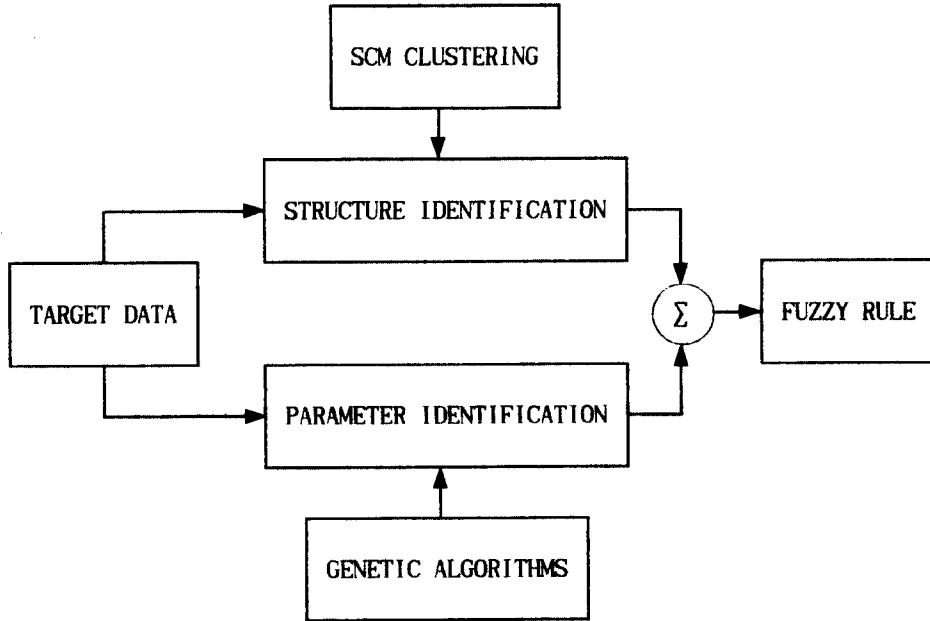 SCM CLUSTERING
STRUCTURE IDENTIFICATION
TARGET DATA
Σ
FUZZY RULE
PARAMETER IDENTIFICATION
GENETIC ALGORITHMS